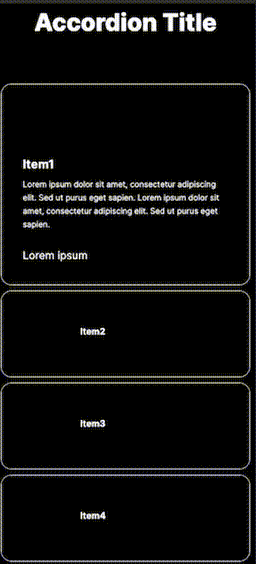 Accordion Title
Item1
Lorem ipsum dolor sit amet, consectetur adipiscing
elit. Sed ut purus eget sapien. Lorem ipsum dolor sit
amet, consectetur adipiscing elit. Sed ut purus eget
sapien.
Lorem ipsum
Item2
Item3
Item4